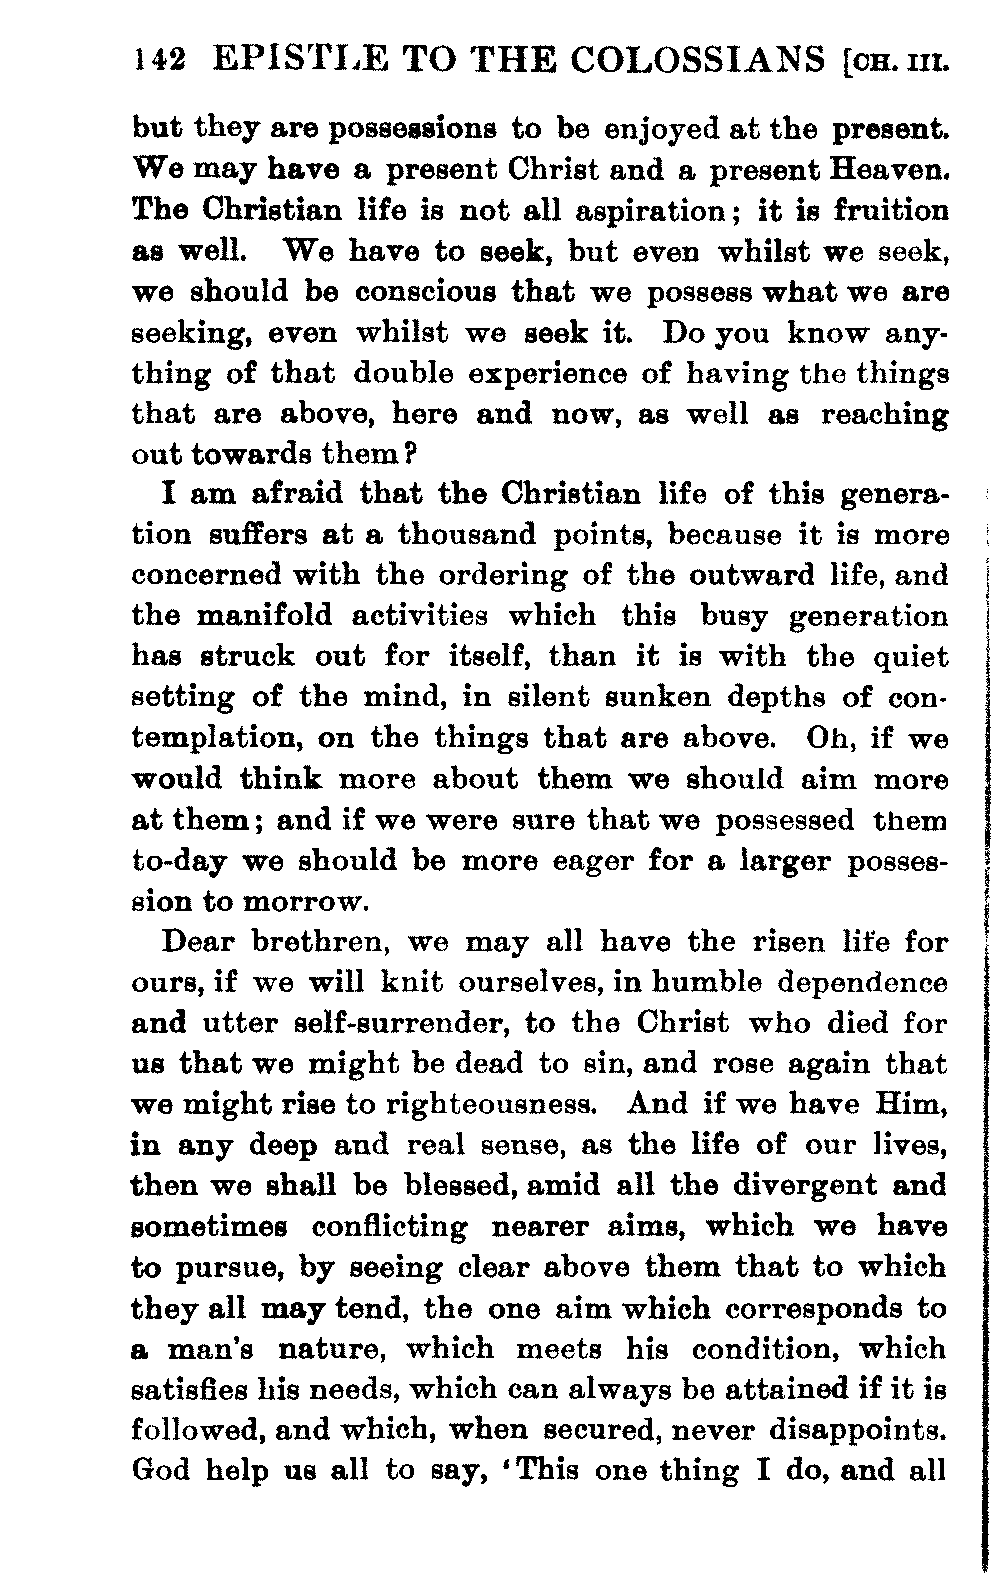 142 EPISTLE TO THE COLOSSIANS [CH. III.
but they are possessions to be enjoyed at the present.
We may have a present Christ and a present Heaven.
The Christian life is not all aspiration; it is fruition
as well. We have to seek, but even whilst we seek,
we should be conscious that we possess what we are
seeking, even whilst we seek it. Do you know any-
thing of that double experience of having the things
that are above, here and now, as well as reaching
out towards them?
I am afraid that the Christian life of this genera-
tion suffers at a thousand points, because it is more
concerned with the ordering of the outward life, and
the manifold activities which this busy generation
has struck out for itself, than it is with the quiet
setting of the mind, in silent sunken depths of con-
templation, on the things that are above. Oh, if we
would think more about them we should aim more
at them; and if we were sure that we possessed them
to-day we should be more eager for a larger posses-
sion to morrow.
Dear brethren, we may all have the risen life for
ours, if we will knit ourselves, in humble dependence
and utter self-surrender, to the Christ who died for
us that we might be dead to sin, and rose again that
we might rise to righteousness. And if we have Him,
in any deep and real sense, as the life of our lives,
then we shall be blessed, amid all the divergent and
sometimes conflicting nearer aims, which we have
to pursue, by seeing clear above them that to which
they all may tend, the one aim which corresponds to
a man's nature, which meets his condition, which
satisfies his needs, which can always be attained if it is
followed, and which, when secured, never disappoints.
God help us all to say, 'This one thing I do, and all